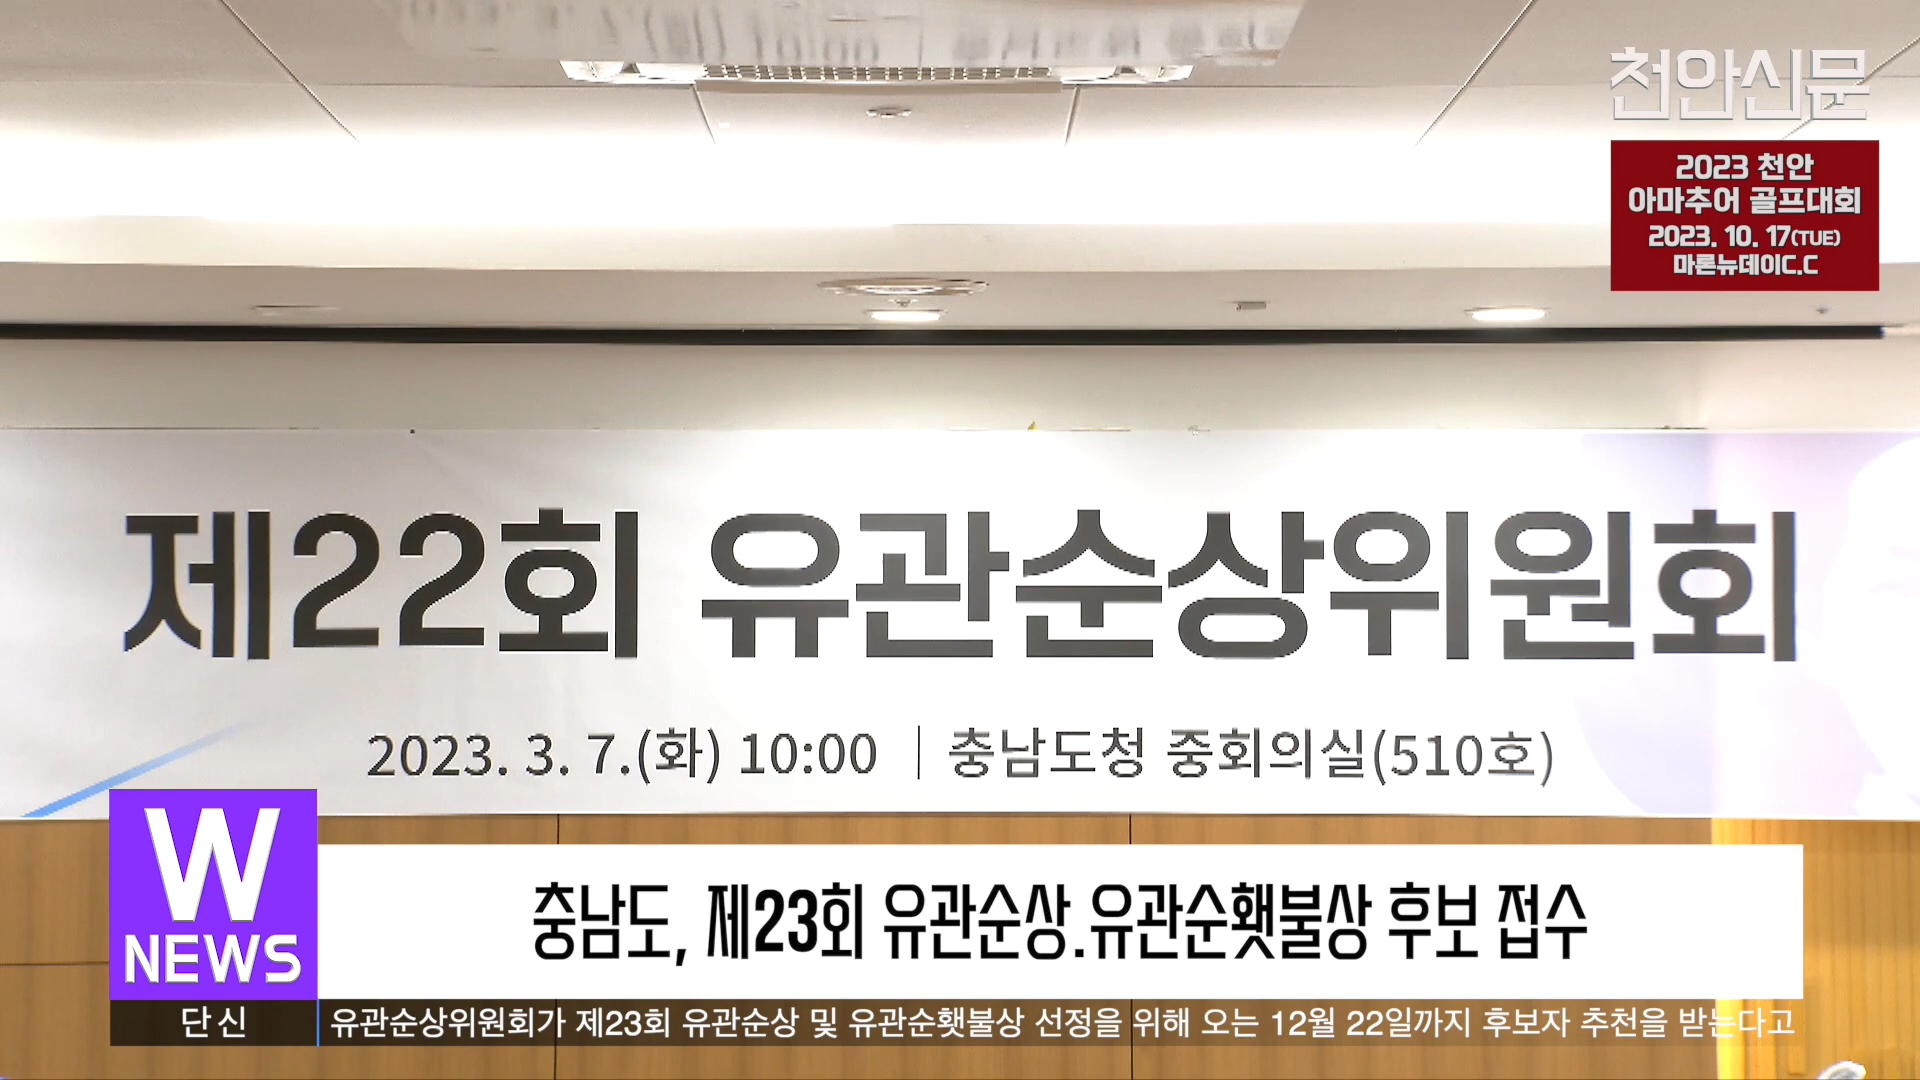 천안신문
2023 천안
아마추어 골프대회
2023. 10. 17(TUE)
마론뉴데이C.C
제22회 유관순상위원회
2023. 3. 7.(화) 10:00 | 충남도청 중회의실(510호)
W
NEWS
충남도, 제23회 유관순상.유관순횃불상 후보 접수
단신
유관순상위원회가 제23회 유관순상 및 유관순횃불상 선정을 위해 오는 12월 22일까지 후보자 추천을 받는다고